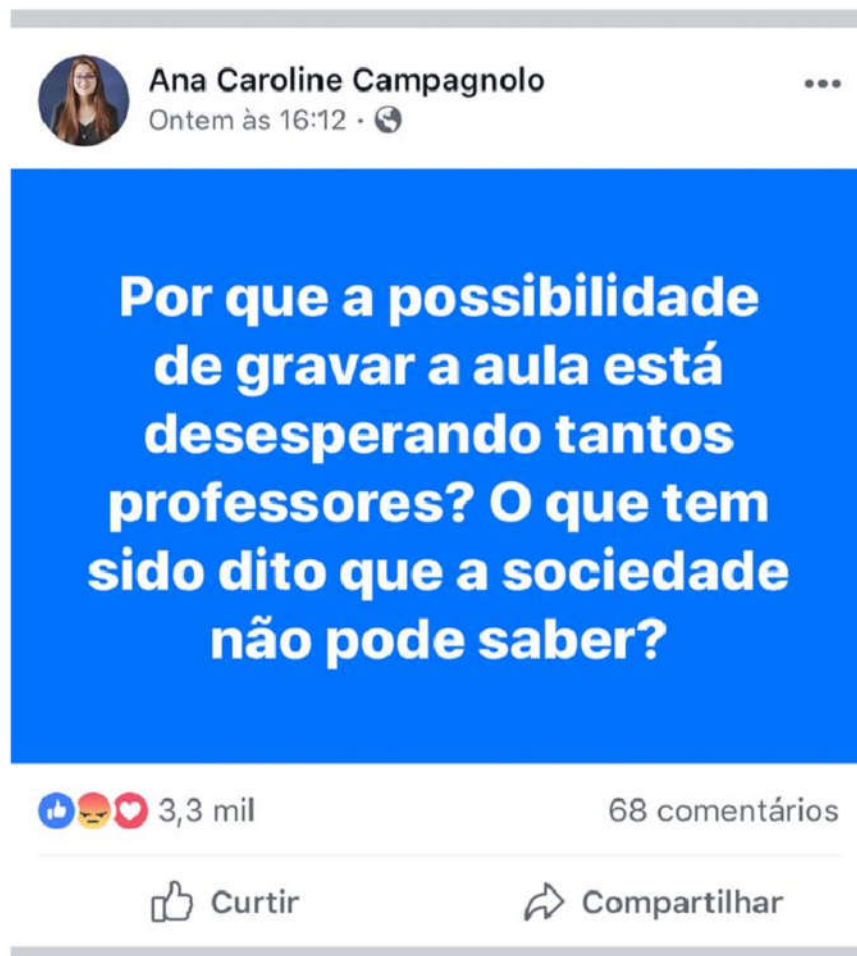 Ana Caroline Campagnolo
...
Ontem às 16:12 ·
Por que a possibilidade
de gravar a aula está
desesperando tantos
professores? O que tem
sido dito que a sociedade
não pode saber?
3,3 mil
68 comentários
Curtir
Compartilhar